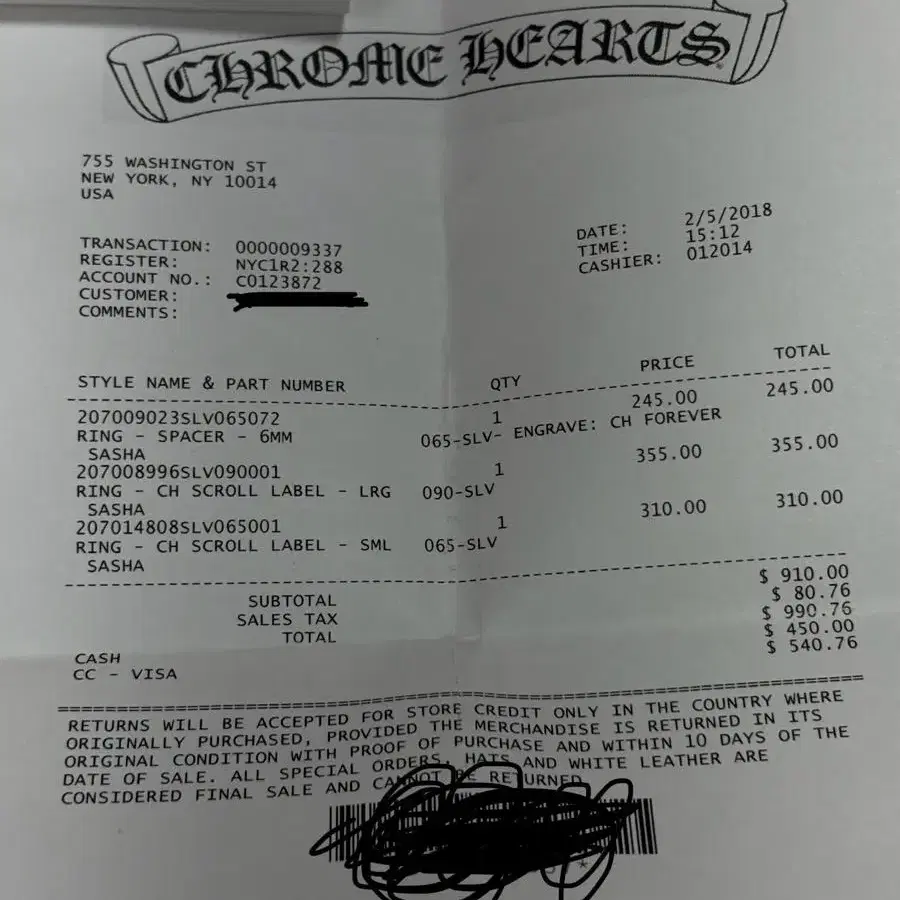 CHROME HEARTS
755 WASHINGTON ST
NEW YORK, NY 10014
USA
DATE: 2/5/2018
TIME: 15:12
CASHIER: 012014
TRANSACTION: 0000009337
REGISTER: NYC1R2:288
ACCOUNT NO.: C0123872
CUSTOMER:
COMMENTS:
STYLE NAME & PART NUMBER QTY PRICE TOTAL
207009023SLV065072 1 245.00 245.00
RING - SPACER - 6MM 065-SLV- ENGRAVE: CH FOREVER
SASHA
207008996SLV090001 1 355.00 355.00
RING - CH SCROLL LABEL - LRG 090-SLV
SASHA
207014808SLV065001 1 310.00 310.00
RING - CH SCROLL LABEL - SML 065-SLV
SASHA
SUBTOTAL $ 910.00
SALES TAX $ 80.76
TOTAL $ 990.76
CASH $ 450.00
CC - VISA $ 540.76
RETURNS WILL BE ACCEPTED FOR STORE CREDIT ONLY IN THE COUNTRY WHERE
ORIGINALLY PURCHASED, PROVIDED THE MERCHANDISE IS RETURNED IN ITS
ORIGINAL CONDITION WITH PROOF OF PURCHASE AND WITHIN 10 DAYS OF THE
DATE OF SALE. ALL SPECIAL ORDERS, HATS AND WHITE LEATHER ARE
CONSIDERED FINAL SALE AND CANNOT BE RETURNED